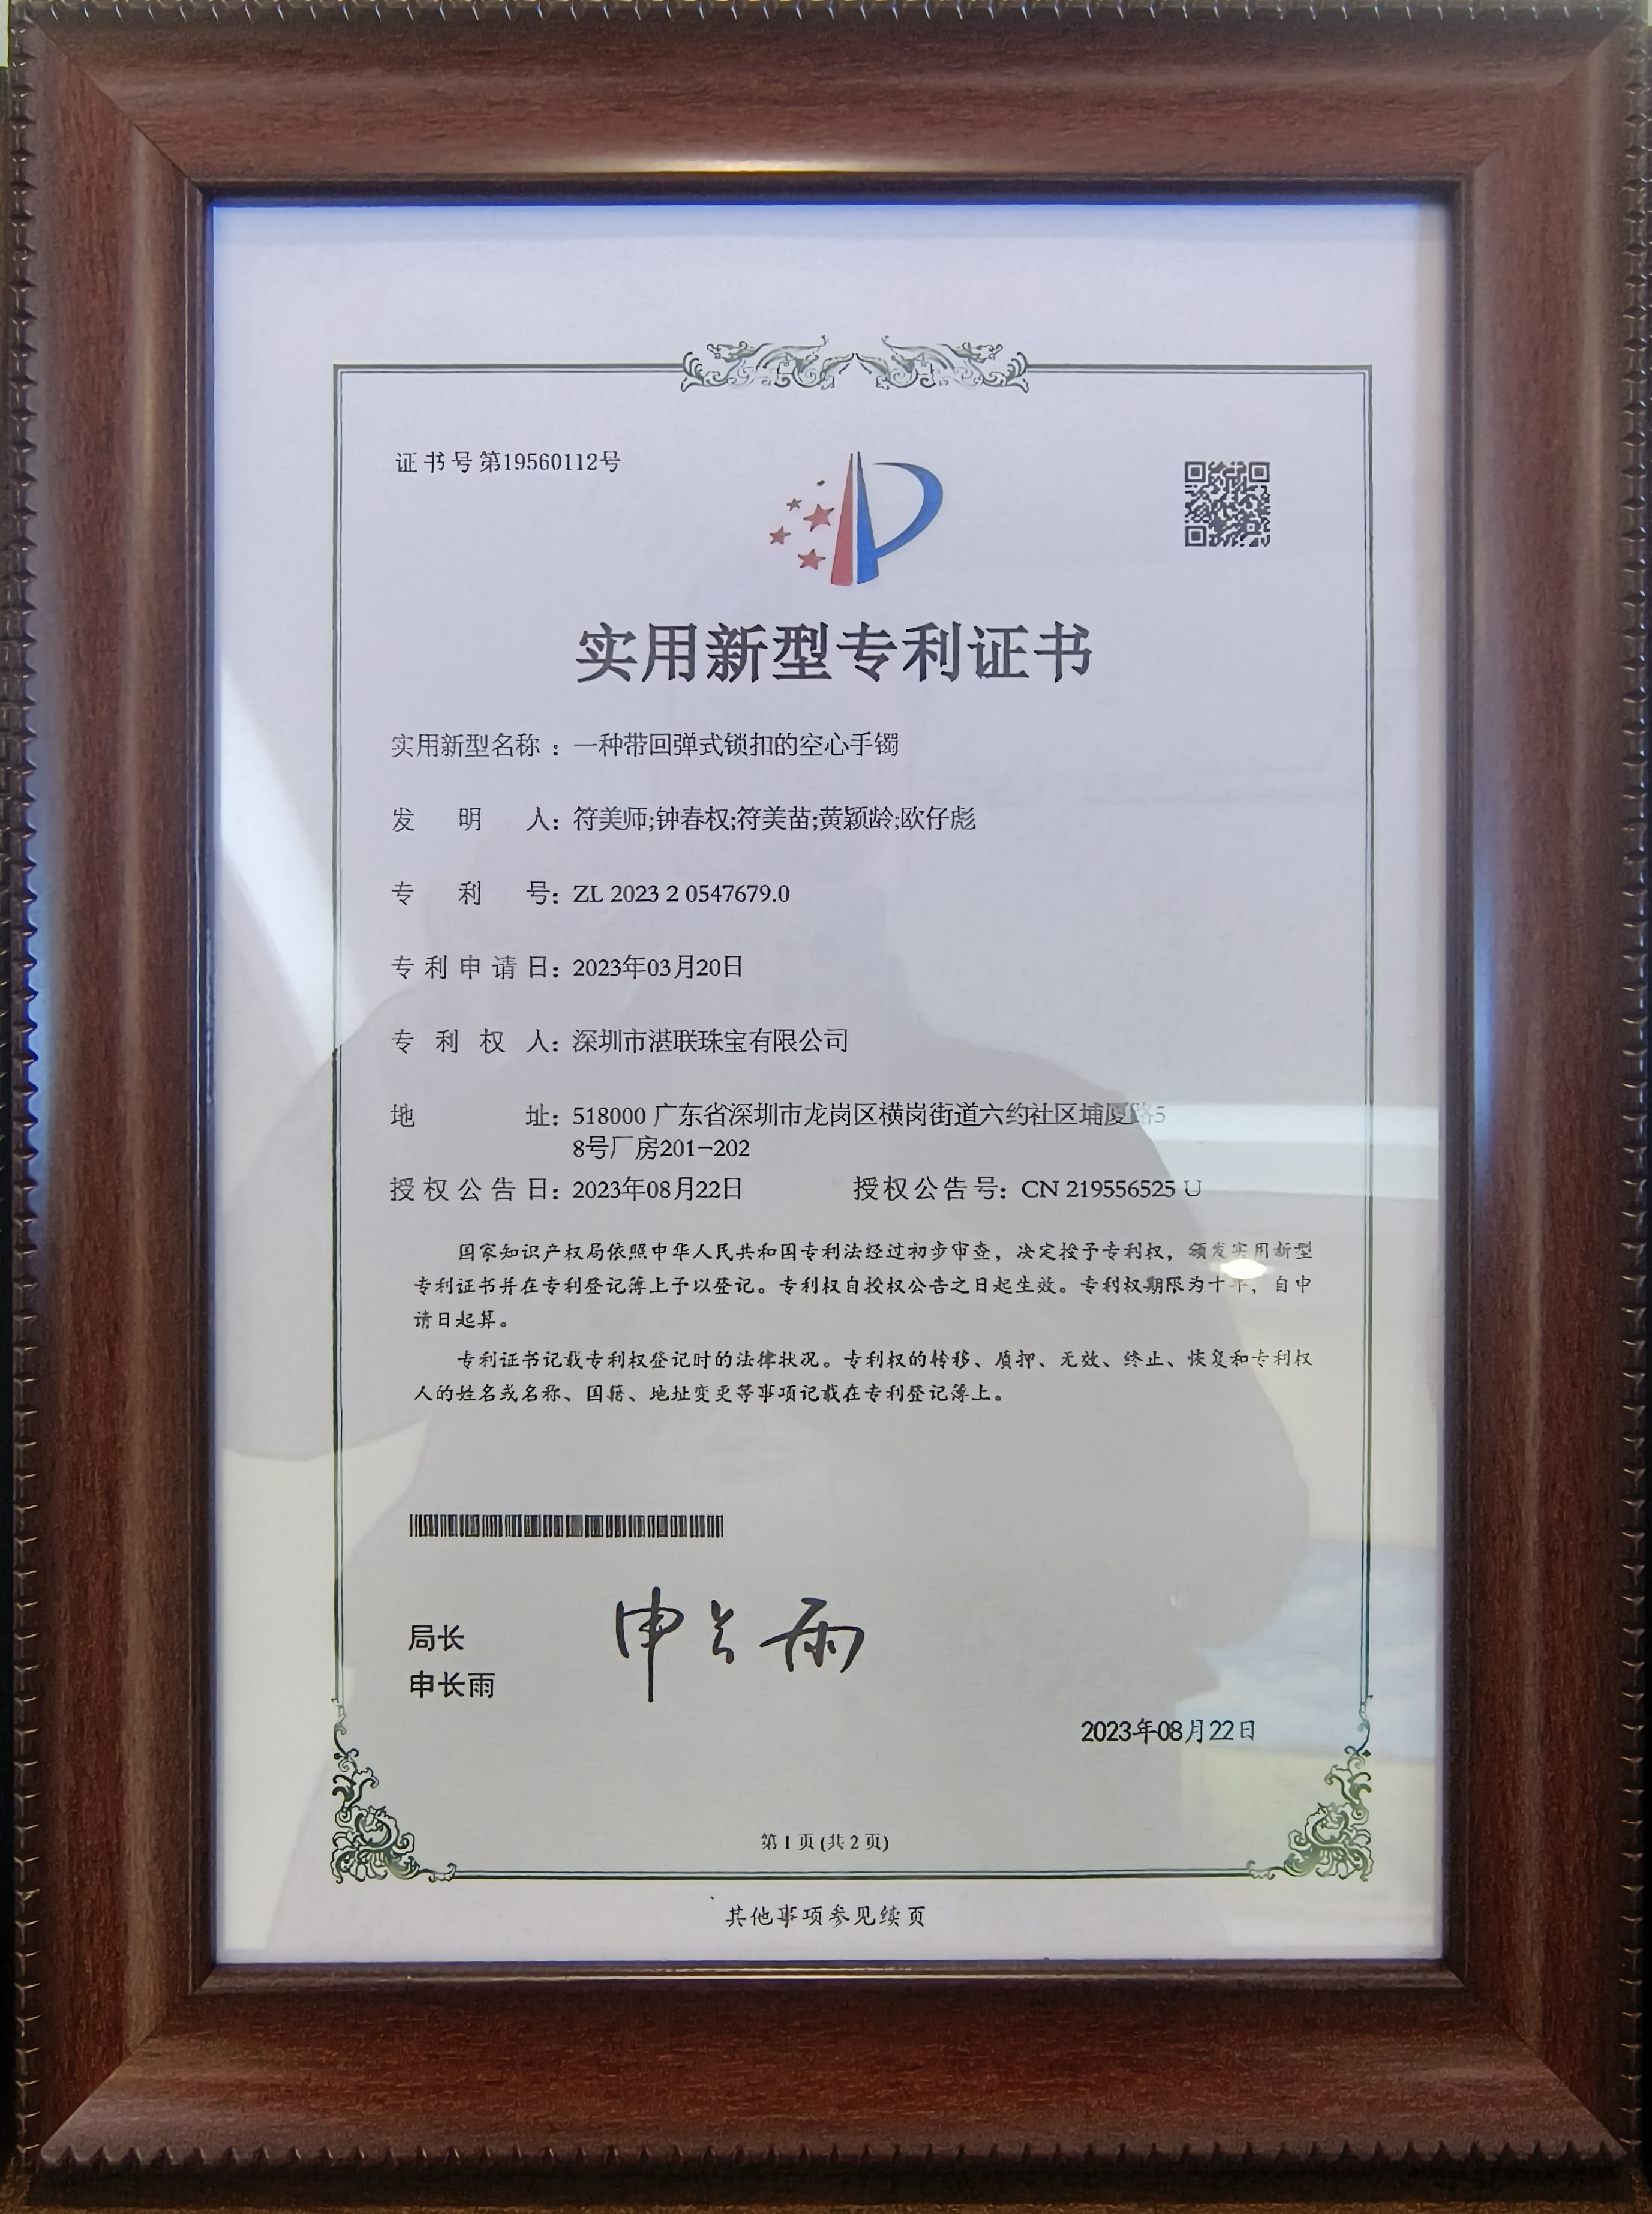 证书号第19560112号
实用新型专利证书
实用新型名称：一种带回弹式锁扣的空心手镯
发明人：符美师;钟春权;符美苗;黄颖龄;欧仔彪
专利号：ZL 2023 2 0547679.0
专利申请日：2023年03月20日
专利权人：深圳市湛联珠宝有限公司
地址：518000 广东省深圳市龙岗区横岗街道六约社区埔厦路5
8号厂房201-202
授权公告日：2023年08月22日 授权公告号：CN 219556525 U
国家知识产权局依照中华人民共和国专利法经过初步审查，决定授予专利权，颁发实用新型
专利证书并在专利登记簿上予以登记。专利权自授权公告之日起生效。专利权期限为十年，自申
请日起算。
专利证书记载专利权登记时的法律状况。专利权的转移、质押、无效、终止、恢复和专利权
人的姓名或名称、国籍、地址变更等事项记载在专利登记簿上。
局长
申长雨
申长雨
2023年08月22日
第 1 页 (共 2 页)
其他事项参见续页